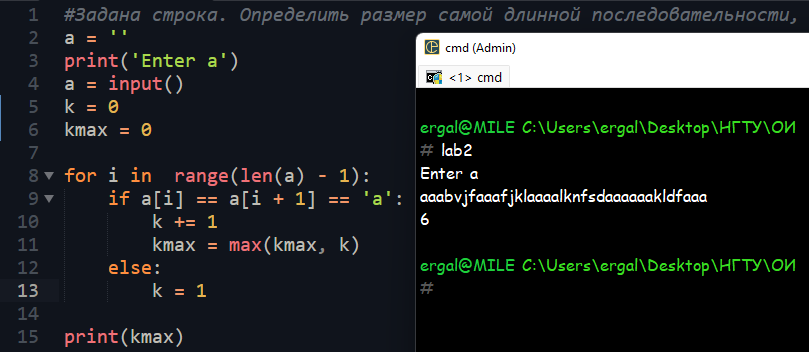 1 #Задана строка. Определить размер самой длинной последовательности,
2 a = ''
3 print('Enter a')
4 a = input()
5 k = 0
6 kmax = 0
7
8 for i in  range(len(a) - 1):
9     if a[i] == a[i + 1] == 'a':
10         k += 1
11         kmax = max(kmax, k)
12     else:
13         k = 1
14
15 print(kmax)
cmd (Admin)
<1> cmd
ergal@MILE C:\Users\ergal\Desktop\НГТУ\ОИ
# lab2
Enter a
aaabvjfaaafjklaaaalknfsdaaaaaakldfaaa
6
ergal@MILE C:\Users\ergal\Desktop\НГТУ\ОИ
#